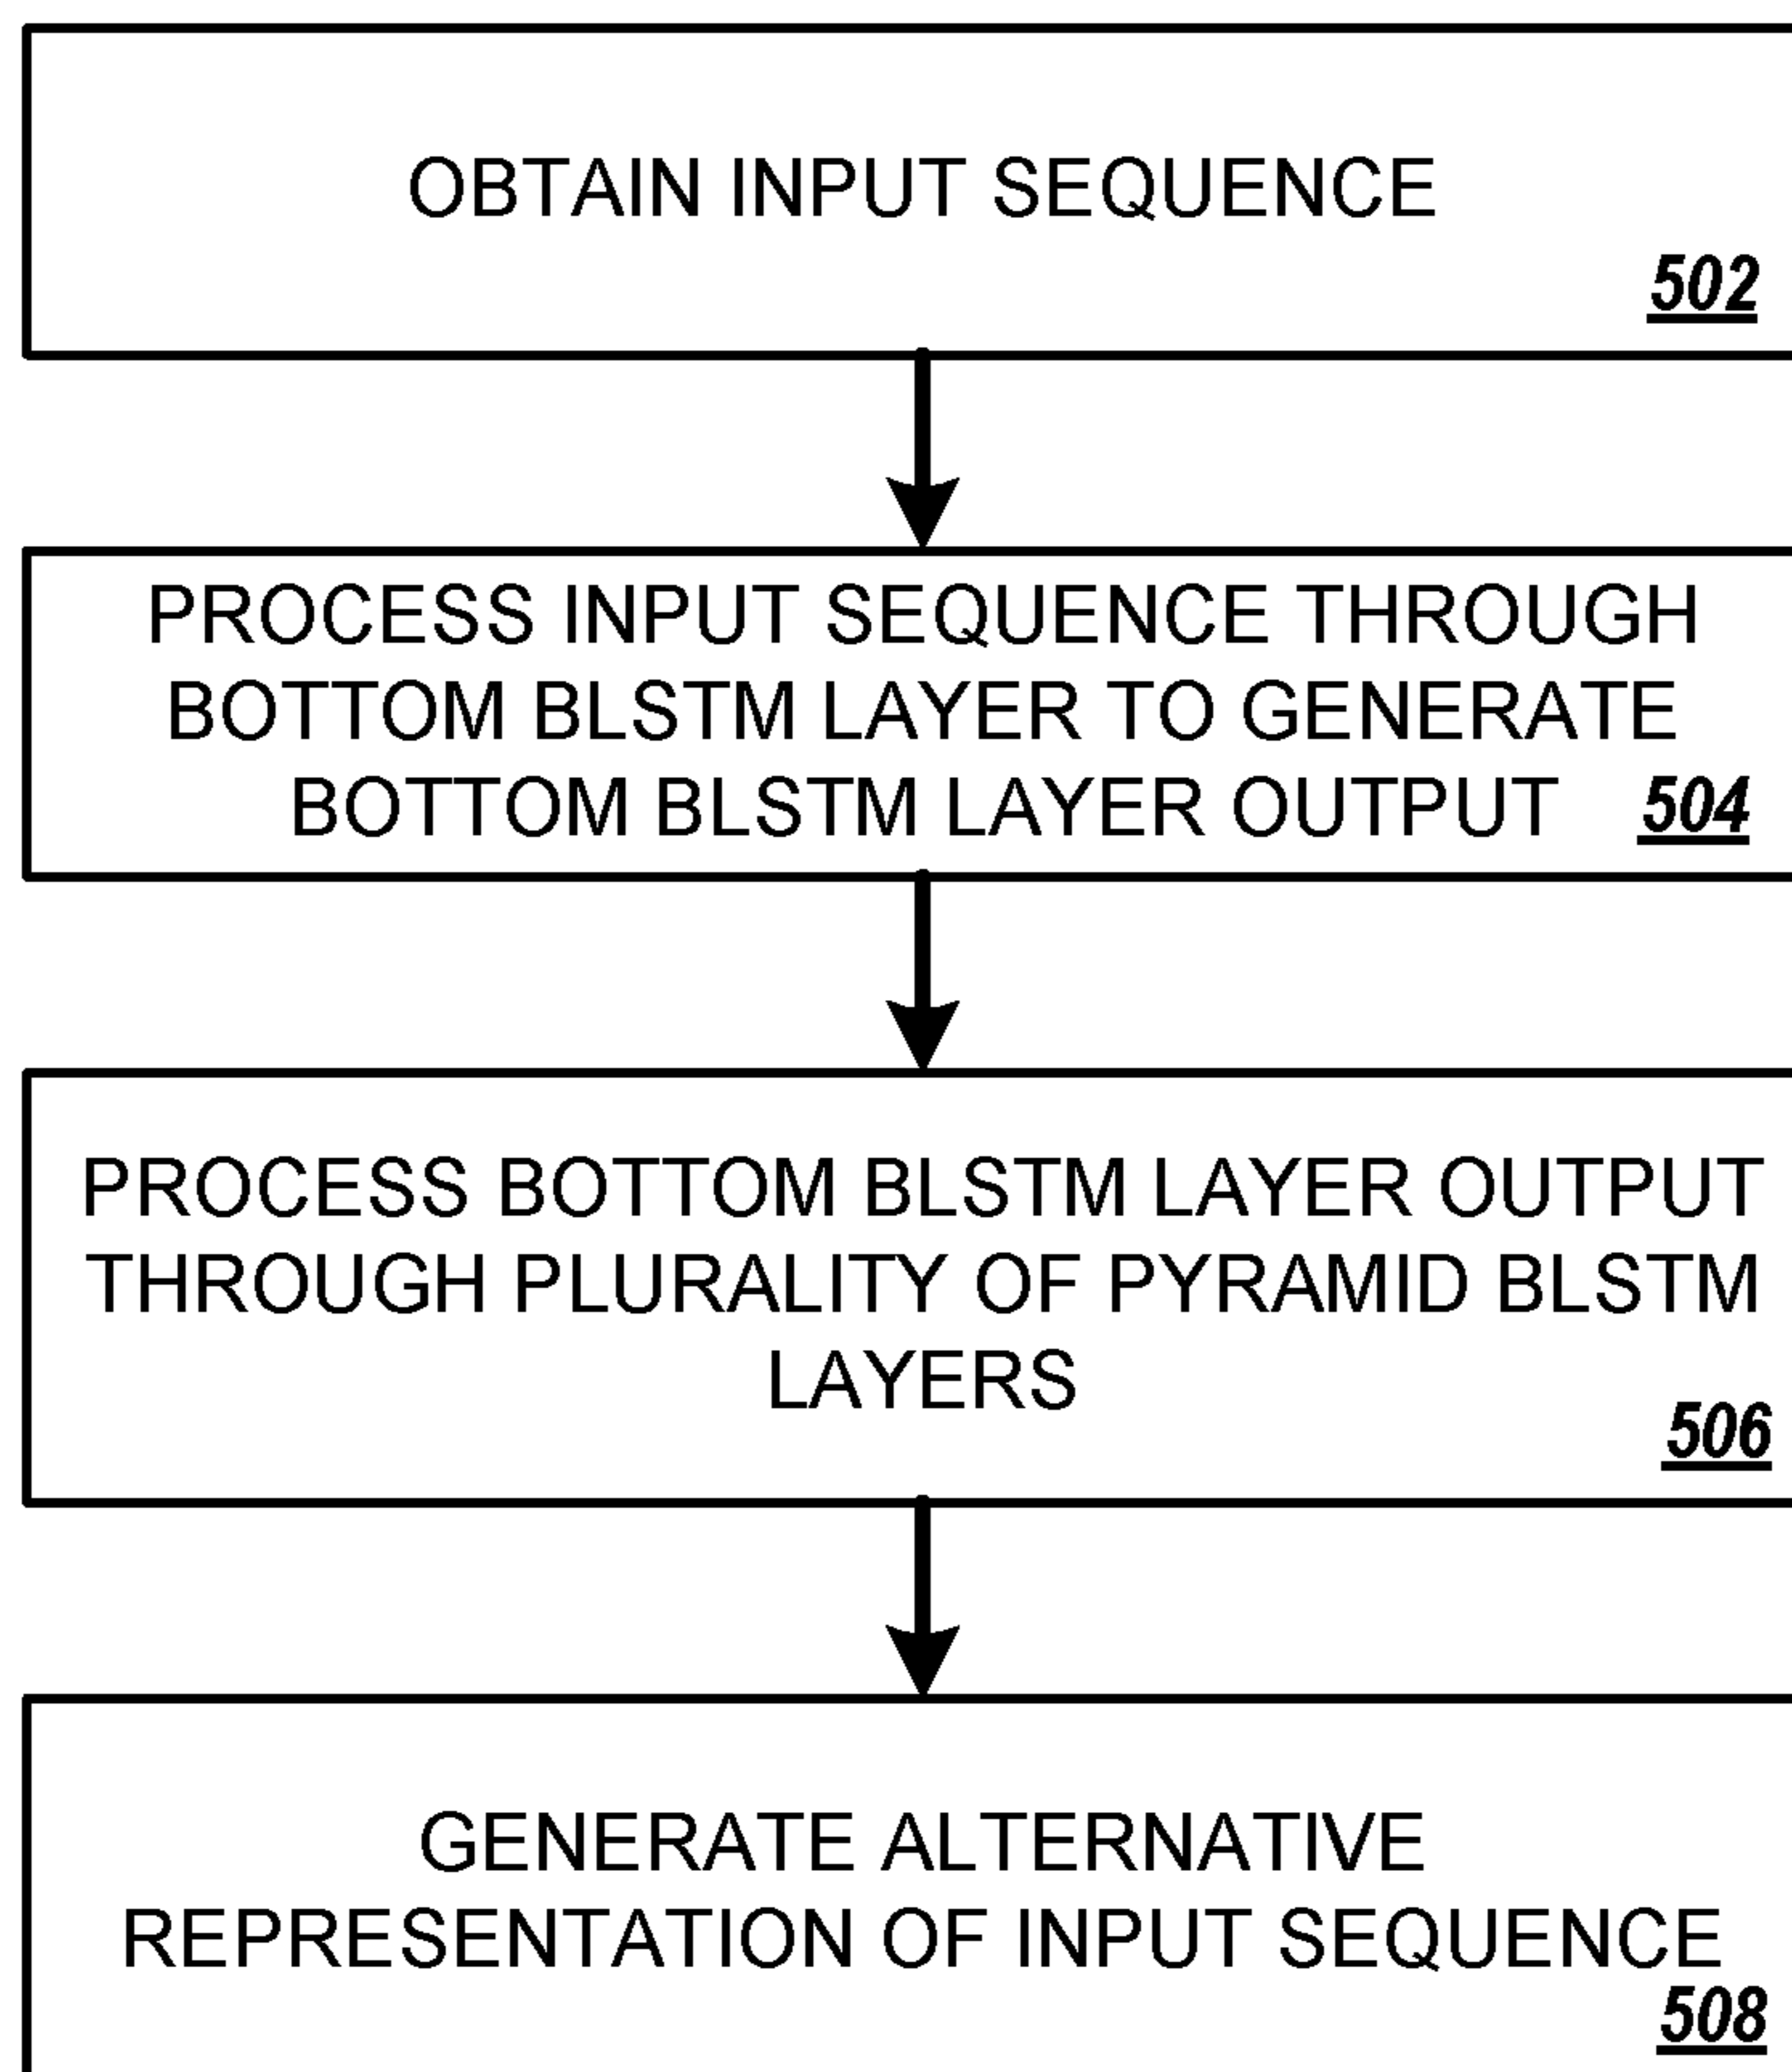 OBTAIN INPUT SEQUENCE
502
PROCESS INPUT SEQUENCE THROUGH
BOTTOM BLSTM LAYER TO GENERATE
BOTTOM BLSTM LAYER OUTPUT 504
PROCESS BOTTOM BLSTM LAYER OUTPUT
THROUGH PLURALITY OF PYRAMID BLSTM
LAYERS
506
GENERATE ALTERNATIVE
REPRESENTATION OF INPUT SEQUENCE
508